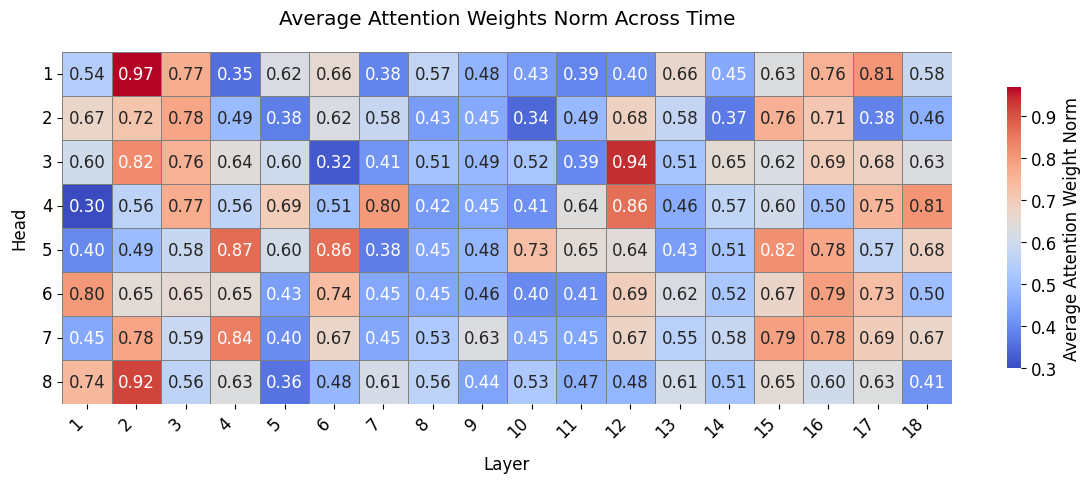 Average Attention Weights Norm Across Time
1 0.54 0.97 0.77 0.35 0.62 0.66 0.38 0.57 0.48 0.43 0.39 0.40 0.66 0.45 0.63 0.76 0.81 0.58
2 0.67 0.72 0.78 0.49 0.38 0.62 0.58 0.43 0.45 0.34 0.49 0.68 0.58 0.37 0.76 0.71 0.38 0.46
3 0.60 0.82 0.76 0.64 0.60 0.32 0.41 0.51 0.49 0.52 0.39 0.94 0.51 0.65 0.62 0.69 0.68 0.63
4 0.30 0.56 0.77 0.56 0.69 0.51 0.80 0.42 0.45 0.41 0.64 0.86 0.46 0.57 0.60 0.50 0.75 0.81
5 0.40 0.49 0.58 0.87 0.60 0.86 0.38 0.45 0.48 0.73 0.65 0.64 0.43 0.51 0.82 0.78 0.57 0.68
6 0.80 0.65 0.65 0.65 0.43 0.74 0.45 0.45 0.46 0.40 0.41 0.69 0.62 0.52 0.67 0.79 0.73 0.50
7 0.45 0.78 0.59 0.84 0.40 0.67 0.45 0.53 0.63 0.45 0.45 0.67 0.55 0.58 0.79 0.78 0.69 0.67
8 0.74 0.92 0.56 0.63 0.36 0.48 0.61 0.56 0.44 0.53 0.47 0.48 0.61 0.51 0.65 0.60 0.63 0.41
Head
1 2 3 4 5 6 7 8 9 10 11 12 13 14 15 16 17 18
Layer
0.9
0.8
0.7
0.6
0.5
0.4
0.3
Average Attention Weight Norm